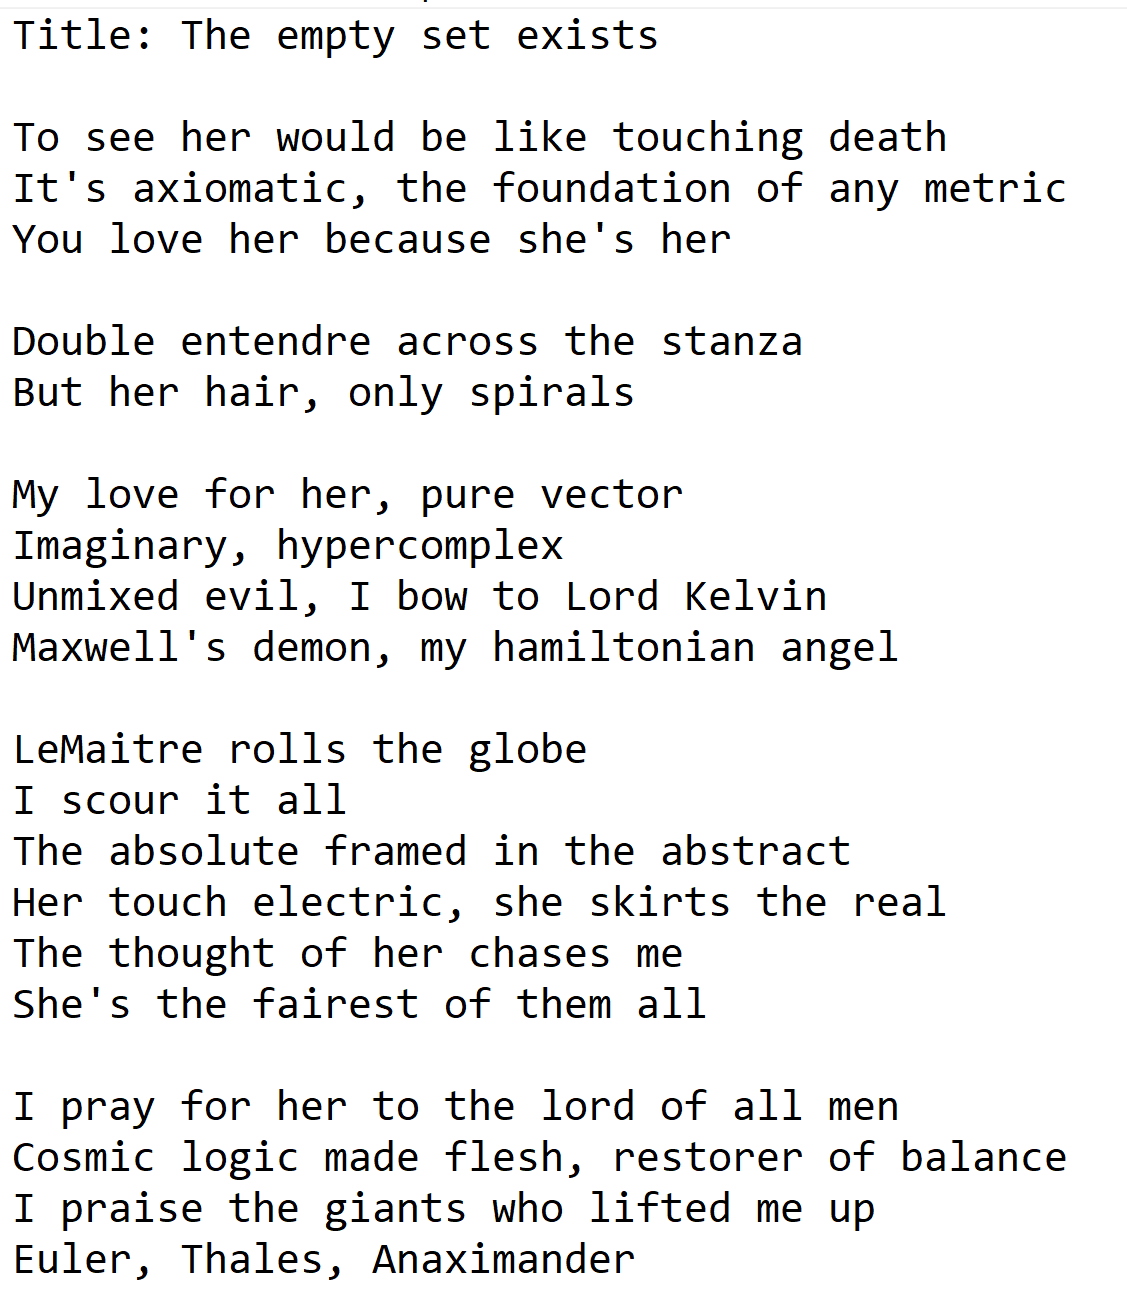 Title: The empty set exists
To see her would be like touching death
It's axiomatic, the foundation of any metric
You love her because she's her
Double entendre across the stanza
But her hair, only spirals
My love for her, pure vector
Imaginary, hypercomplex
Unmixed evil, I bow to Lord Kelvin
Maxwell's demon, my hamiltonian angel
LeMaitre rolls the globe
I scour it all
The absolute framed in the abstract
Her touch electric, she skirts the real
The thought of her chases me
She's the fairest of them all
I pray for her to the lord of all men
Cosmic logic made flesh, restorer of balance
I praise the giants who lifted me up
Euler, Thales, Anaximander